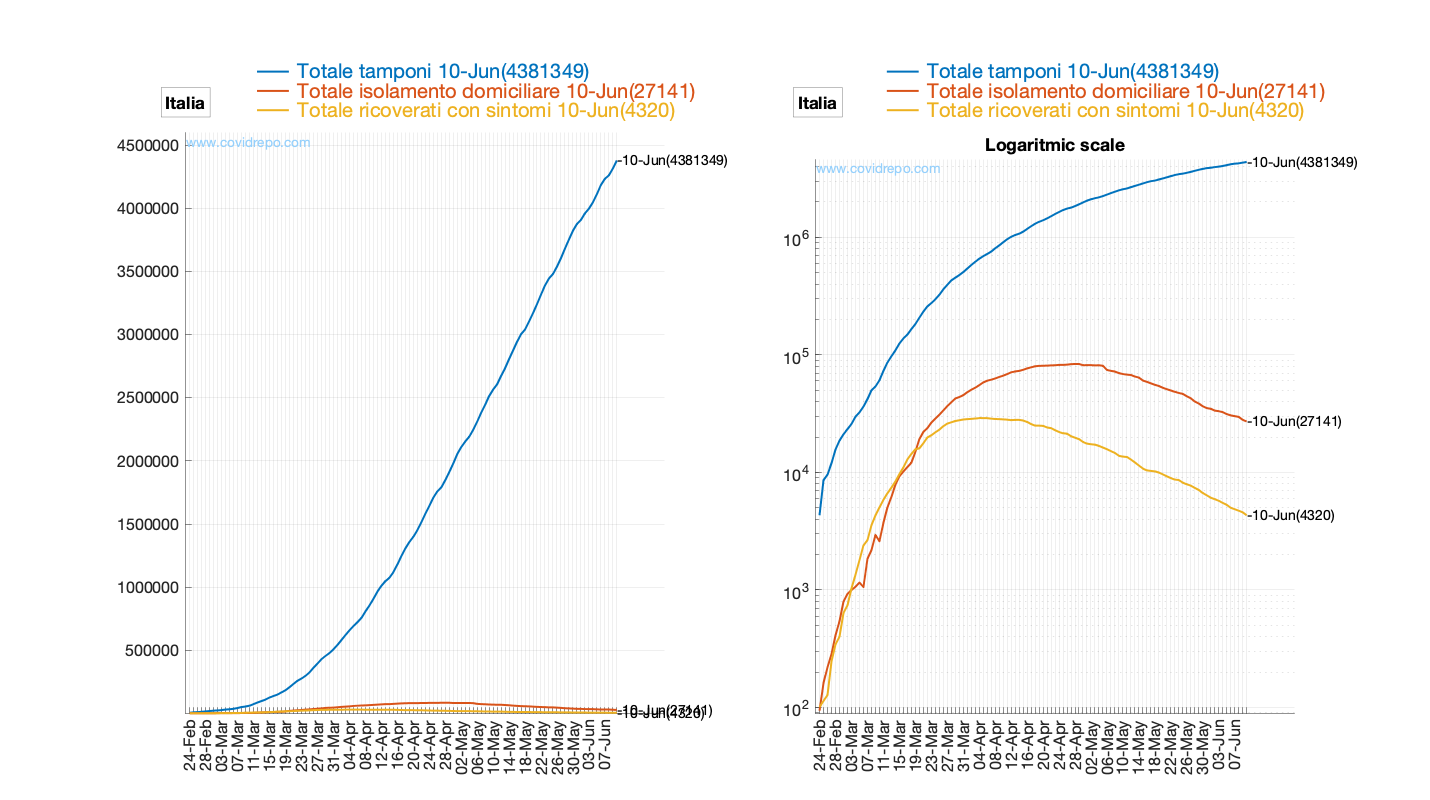 Totale tamponi 10-Jun(4381349)
Totale isolamento domiciliare 10-Jun(27141)
Totale ricoverati con sintomi 10-Jun(4320)
Italia
www.covidrepo.com
4500000
4000000
3500000
3000000
2500000
2000000
1500000
1000000
500000
-10-Jun(4381349)
-10-Jun(27141)
-10-Jun(4320)
24-Feb
28-Feb
03-Mar
07-Mar
11-Mar
15-Mar
19-Mar
23-Mar
27-Mar
31-Mar
04-Apr
08-Apr
12-Apr
16-Apr
20-Apr
24-Apr
28-Apr
02-May
06-May
10-May
14-May
18-May
22-May
26-May
30-May
03-Jun
07-Jun
Totale tamponi 10-Jun(4381349)
Totale isolamento domiciliare 10-Jun(27141)
Totale ricoverati con sintomi 10-Jun(4320)
Italia
Logaritmic scale
www.covidrepo.com
10^6
10^5
10^4
10^3
10^2
-10-Jun(4381349)
-10-Jun(27141)
-10-Jun(4320)
24-Feb
28-Feb
03-Mar
07-Mar
11-Mar
15-Mar
19-Mar
23-Mar
27-Mar
31-Mar
04-Apr
08-Apr
12-Apr
16-Apr
20-Apr
24-Apr
28-Apr
02-May
06-May
10-May
14-May
18-May
22-May
26-May
30-May
03-Jun
07-Jun